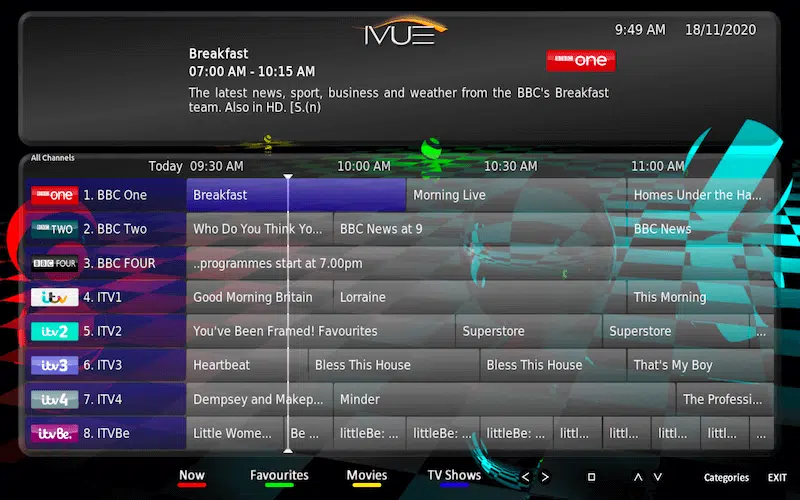 IVUE
9:49 AM 18/11/2020
Breakfast
BBC one
07:00 AM - 10:15 AM
The latest news, sport, business and weather from the BBC's Breakfast
team. Also in HD. [S.(n)
All Channels
Today 09:30 AM 10:00 AM 10:30 AM 11:00 AM
BBC one 1. BBC One Breakfast Morning Live Homes Under the Ha...
BBC TWO 2. BBC Two Who Do You Think Yo... BBC News at 9 BBC News
BBC FOUR 3. BBC FOUR ..programmes start at 7.00pm
itv 4. ITV1 Good Morning Britain Lorraine This Morning
itv2 5. ITV2 You've Been Framed! Favourites Superstore Superstore ...
itv3 6. ITV3 Heartbeat Bless This House Bless This House That's My Boy
itv4 7. ITV4 Dempsey and Makep... Minder The Professi...
itvBe. 8. ITVBe Little Wome... Be ... littleBe: ... littleBe: ... littleBe: ... littl... littl... littl... littl... ...
Now Favourites Movies TV Shows < > Categories EXIT